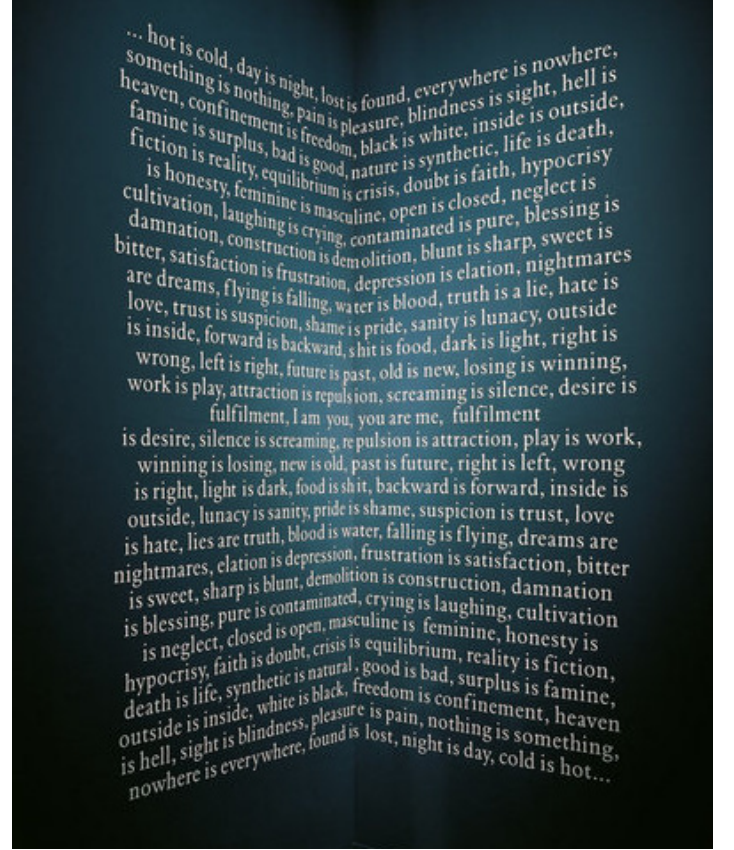 ... hot is cold, day is night, lost is found, everywhere is nowhere,
something is nothing, pain is pleasure, blindness is sight, hell is
heaven, confinement is freedom, black is white, inside is outside,
famine is surplus, bad is good, nature is synthetic, life is death,
fiction is reality, equilibrium is crisis, doubt is faith, hypocrisy
is honesty, feminine is masculine, open is closed, neglect is
cultivation, laughing is crying, contaminated is pure, blessing is
damnation, construction is demolition, blunt is sharp, sweet is
bitter, satisfaction is frustration, depression is elation, nightmares
are dreams, flying is falling, water is blood, truth is a lie, hate is
love, trust is suspicion, shame is pride, sanity is lunacy, outside
is inside, forward is backward, shit is food, dark is light, right is
wrong, left is right, future is past, old is new, losing is winning,
work is play, attraction is repulsion, screaming is silence, desire is
fulfilment, I am you, you are me, fulfilment
is desire, silence is screaming, repulsion is attraction, play is work,
winning is losing, new is old, past is future, right is left, wrong
is right, light is dark, food is shit, backward is forward, inside is
outside, lunacy is sanity, pride is shame, suspicion is trust, love
is hate, lies are truth, blood is water, falling is flying, dreams are
nightmares, elation is depression, frustration is satisfaction, bitter
is sweet, sharp is blunt, demolition is construction, damnation
is blessing, pure is contaminated, crying is laughing, cultivation
is neglect, closed is open, masculine is feminine, honesty is
hypocrisy, faith is doubt, crisis is equilibrium, reality is fiction,
death is life, synthetic is natural, good is bad, surplus is famine,
outside is inside, white is black, freedom is confinement, heaven
is hell, sight is blindness, pleasure is pain, nothing is something,
nowhere is everywhere, found is lost, night is day, cold is hot...